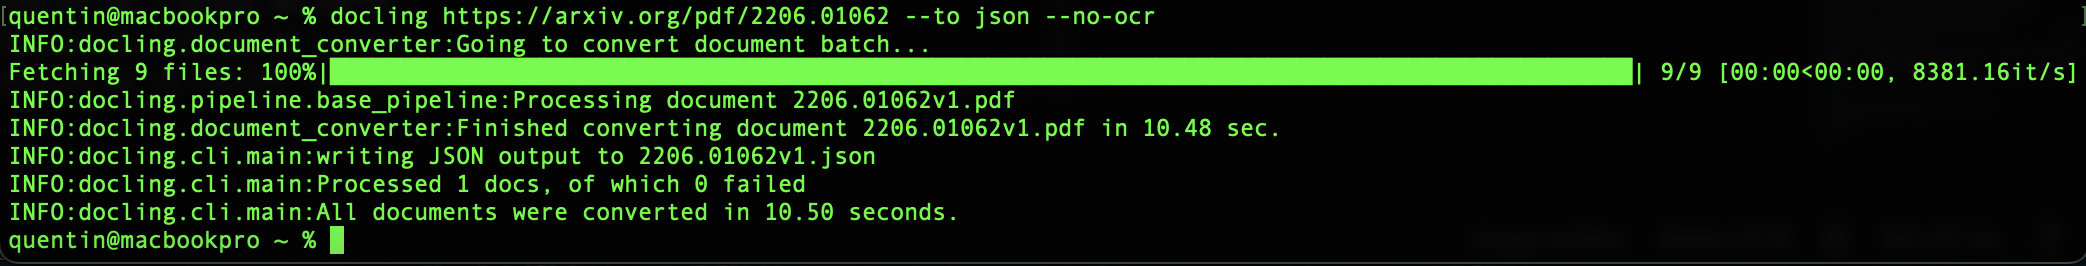 quentin@macbookpro ~ % docling https://arxiv.org/pdf/2206.01062 --to json --no-ocr
INFO:docling.document_converter:Going to convert document batch...
Fetching 9 files: 100%|██████████| 9/9 [00:00<00:00, 8381.16it/s]
INFO:docling.pipeline.base_pipeline:Processing document 2206.01062v1.pdf
INFO:docling.document_converter:Finished converting document 2206.01062v1.pdf in 10.48 sec.
INFO:docling.cli.main:writing JSON output to 2206.01062v1.json
INFO:docling.cli.main:Processed 1 docs, of which 0 failed
INFO:docling.cli.main:All documents were converted in 10.50 seconds.
quentin@macbookpro ~ %